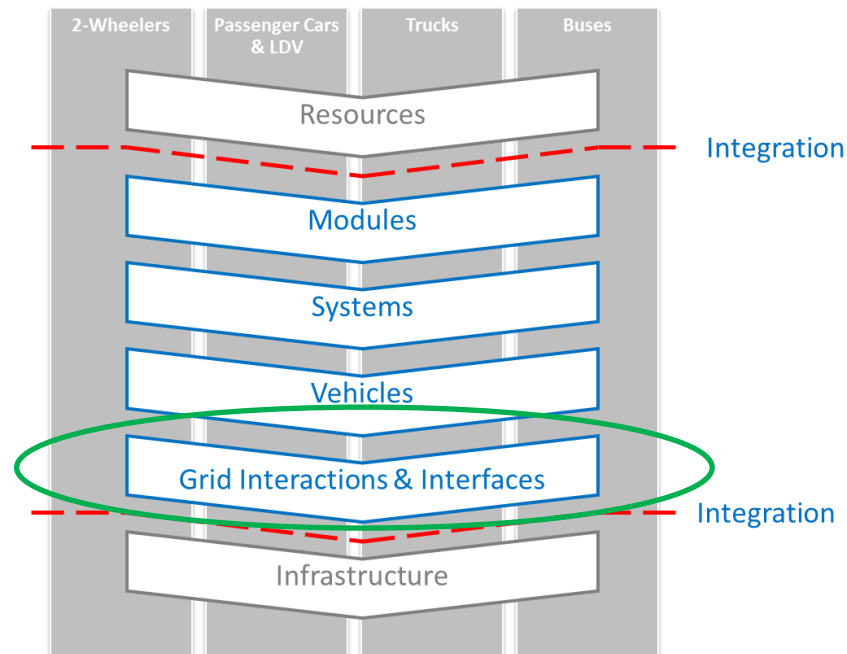 2-Wheelers
Passenger Cars
& LDV
Trucks
Buses
Resources
Integration
Modules
Systems
Vehicles
Grid Interactions & Interfaces
Integration
Infrastructure